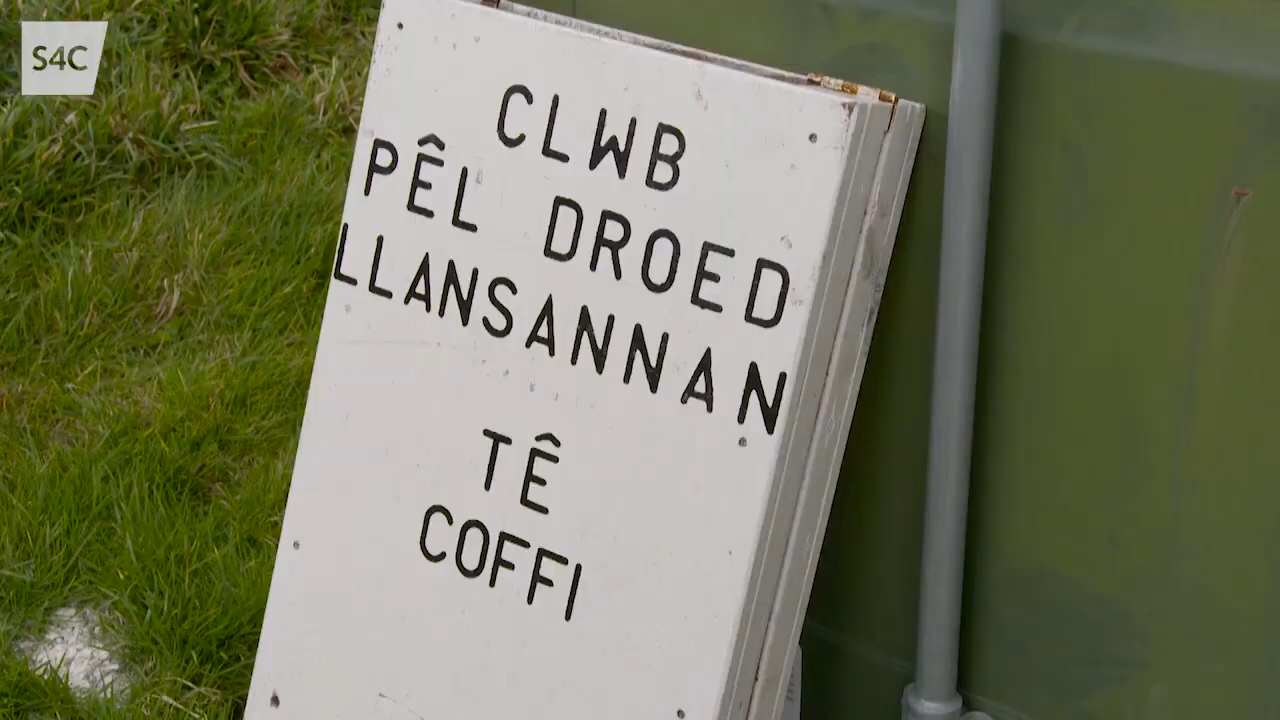 S4C
CLWB
PÊL DROED
LLANSANNAN
TÊ
COFFI